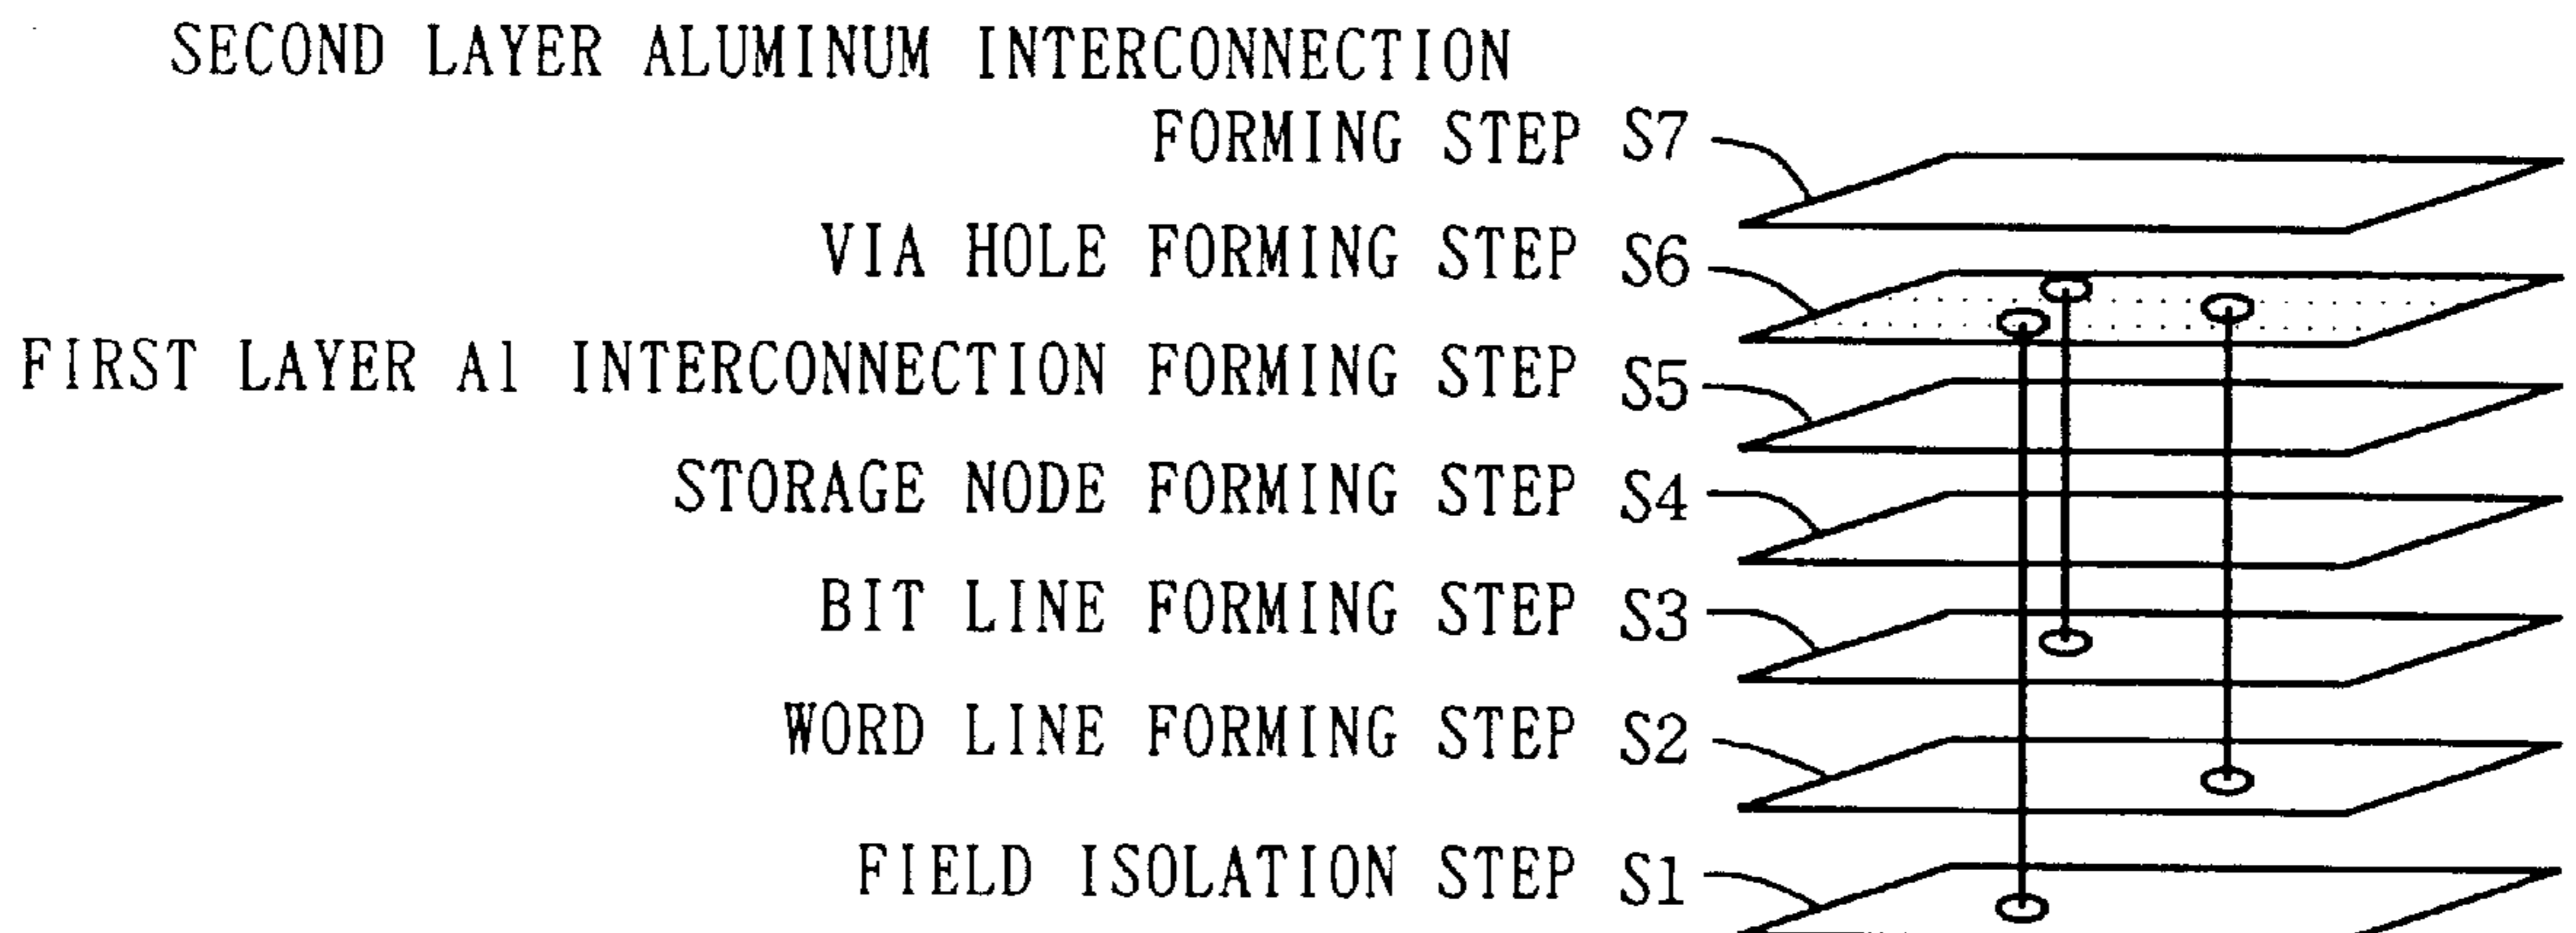 SECOND LAYER ALUMINUM INTERCONNECTION
FORMING STEP S7
VIA HOLE FORMING STEP S6
FIRST LAYER Al INTERCONNECTION FORMING STEP S5
STORAGE NODE FORMING STEP S4
BIT LINE FORMING STEP S3
WORD LINE FORMING STEP S2
FIELD ISOLATION STEP S1